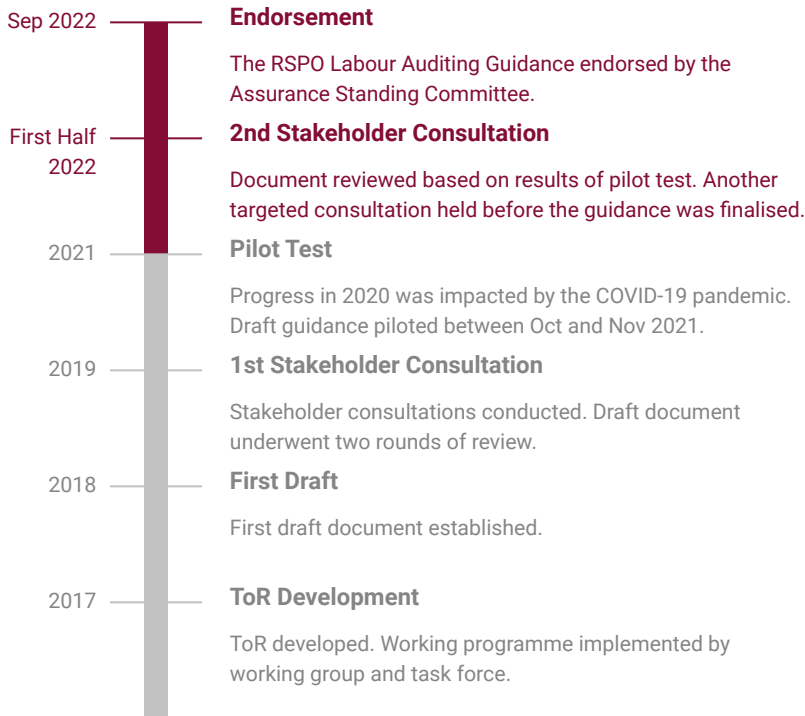 Sep 2022
Endorsement
The RSPO Labour Auditing Guidance endorsed by the
Assurance Standing Committee.
First Half
2022
2nd Stakeholder Consultation
Document reviewed based on results of pilot test. Another
targeted consultation held before the guidance was finalised.
2021
Pilot Test
Progress in 2020 was impacted by the COVID-19 pandemic.
Draft guidance piloted between Oct and Nov 2021.
2019
1st Stakeholder Consultation
Stakeholder consultations conducted. Draft document
underwent two rounds of review.
2018
First Draft
First draft document established.
2017
ToR Development
ToR developed. Working programme implemented by
working group and task force.